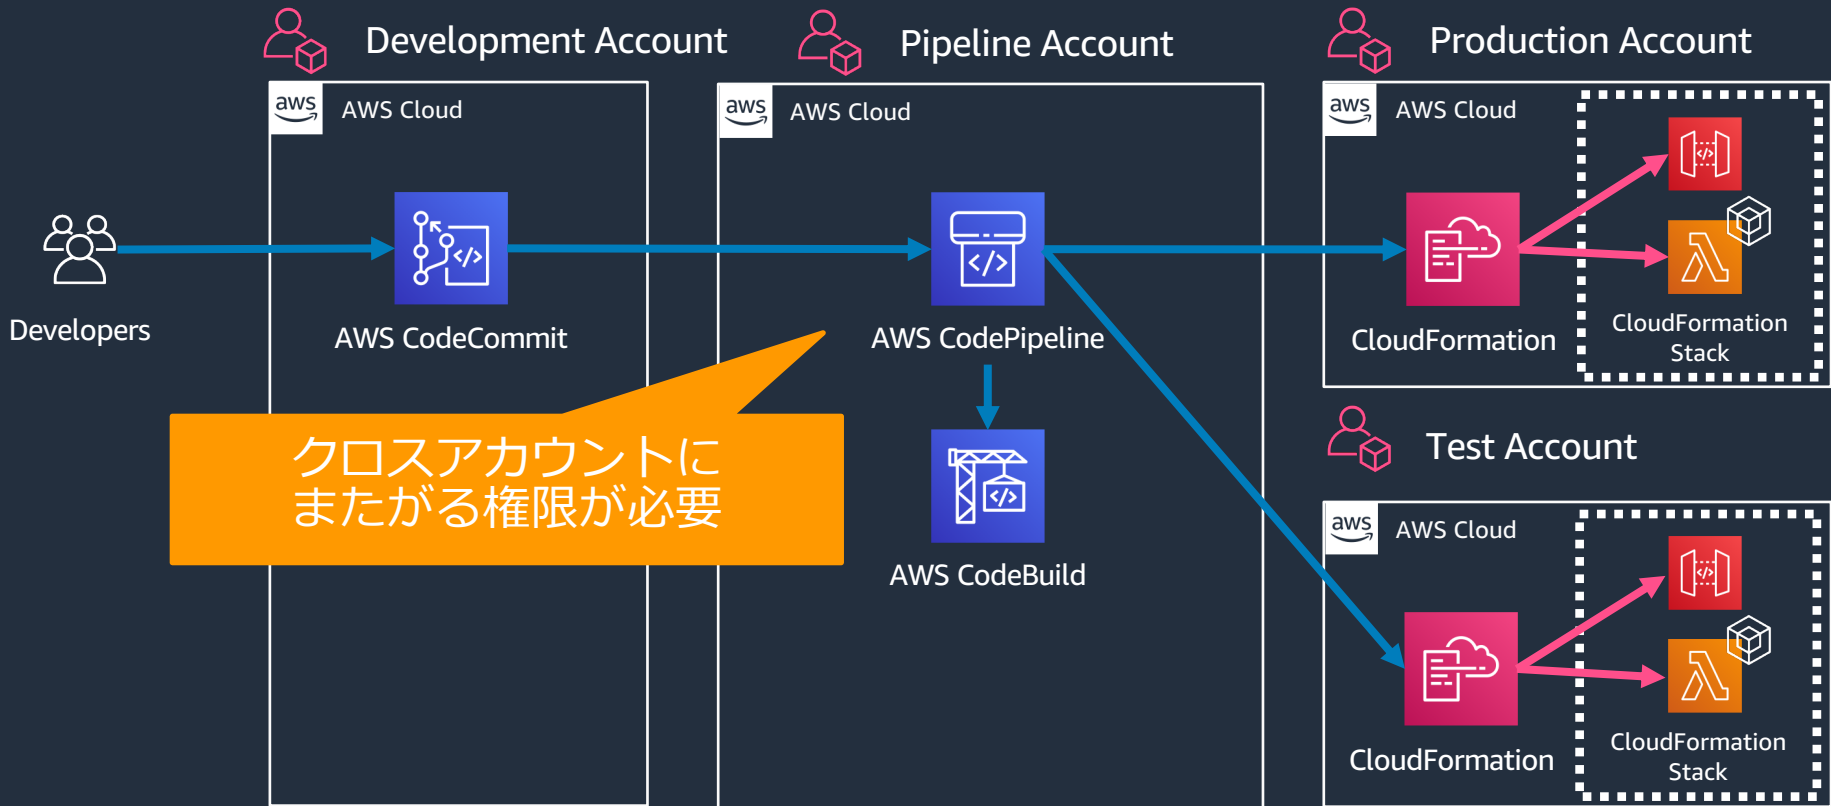 Development Account
Pipeline Account
Production Account
aws
AWS Cloud
aws
AWS Cloud
aws
AWS Cloud
Developers
AWS CodeCommit
AWS CodePipeline
CloudFormation
CloudFormation
Stack
クロスアカウントに
またがる権限が必要
AWS CodeBuild
Test Account
aws
AWS Cloud
CloudFormation
CloudFormation
Stack